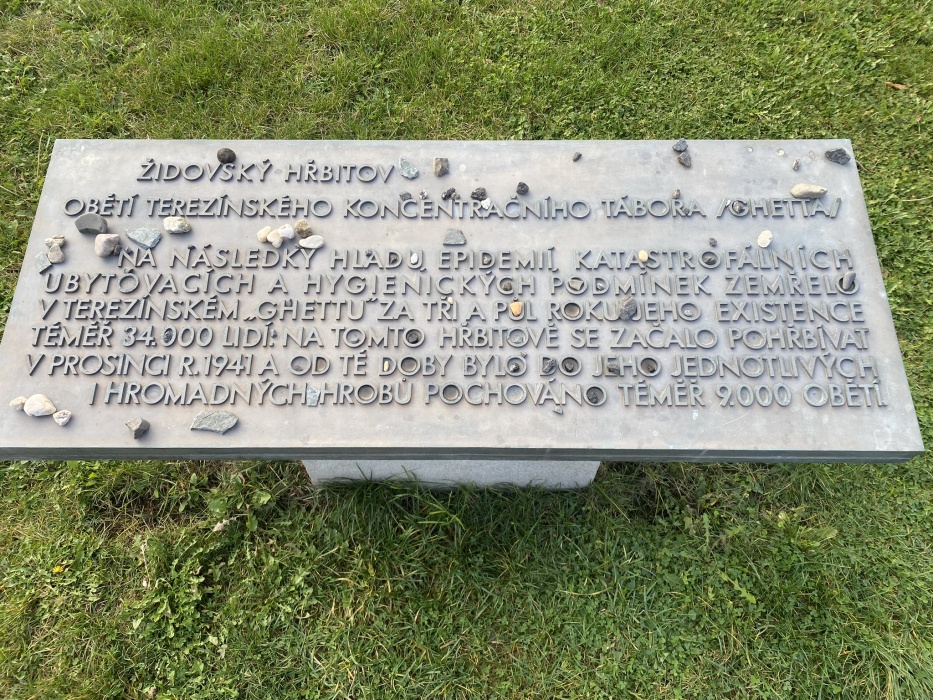 ŽIDOVSKÝ HŘBITOV
OBĚTÍ TEREZÍNSKÉHO KONCENTRAČNÍHO TÁBORA /GHETTA/
NA NÁSLEDKY HLADU, EPIDEMIÍ, KATASTROFÁLNÍCH
UBYTOVACÍCH A HYGIENICKÝCH PODMÍNEK ZEMŘELO
V TEREZÍNSKÉM „GHETTU" ZA TŘI A PŮL ROKU JEHO EXISTENCE
TÉMĚŘ 34.000 LIDÍ. NA TOMTO HŘBITOVĚ SE ZAČALO POHŘBÍVAT
V PROSINCI R. 1941 A OD TÉ DOBY BYLO DO JEHO JEDNOTLIVÝCH
I HROMADNÝCH HROBŮ POCHOVÁNO TÉMĚŘ 9.000 OBĚTÍ.